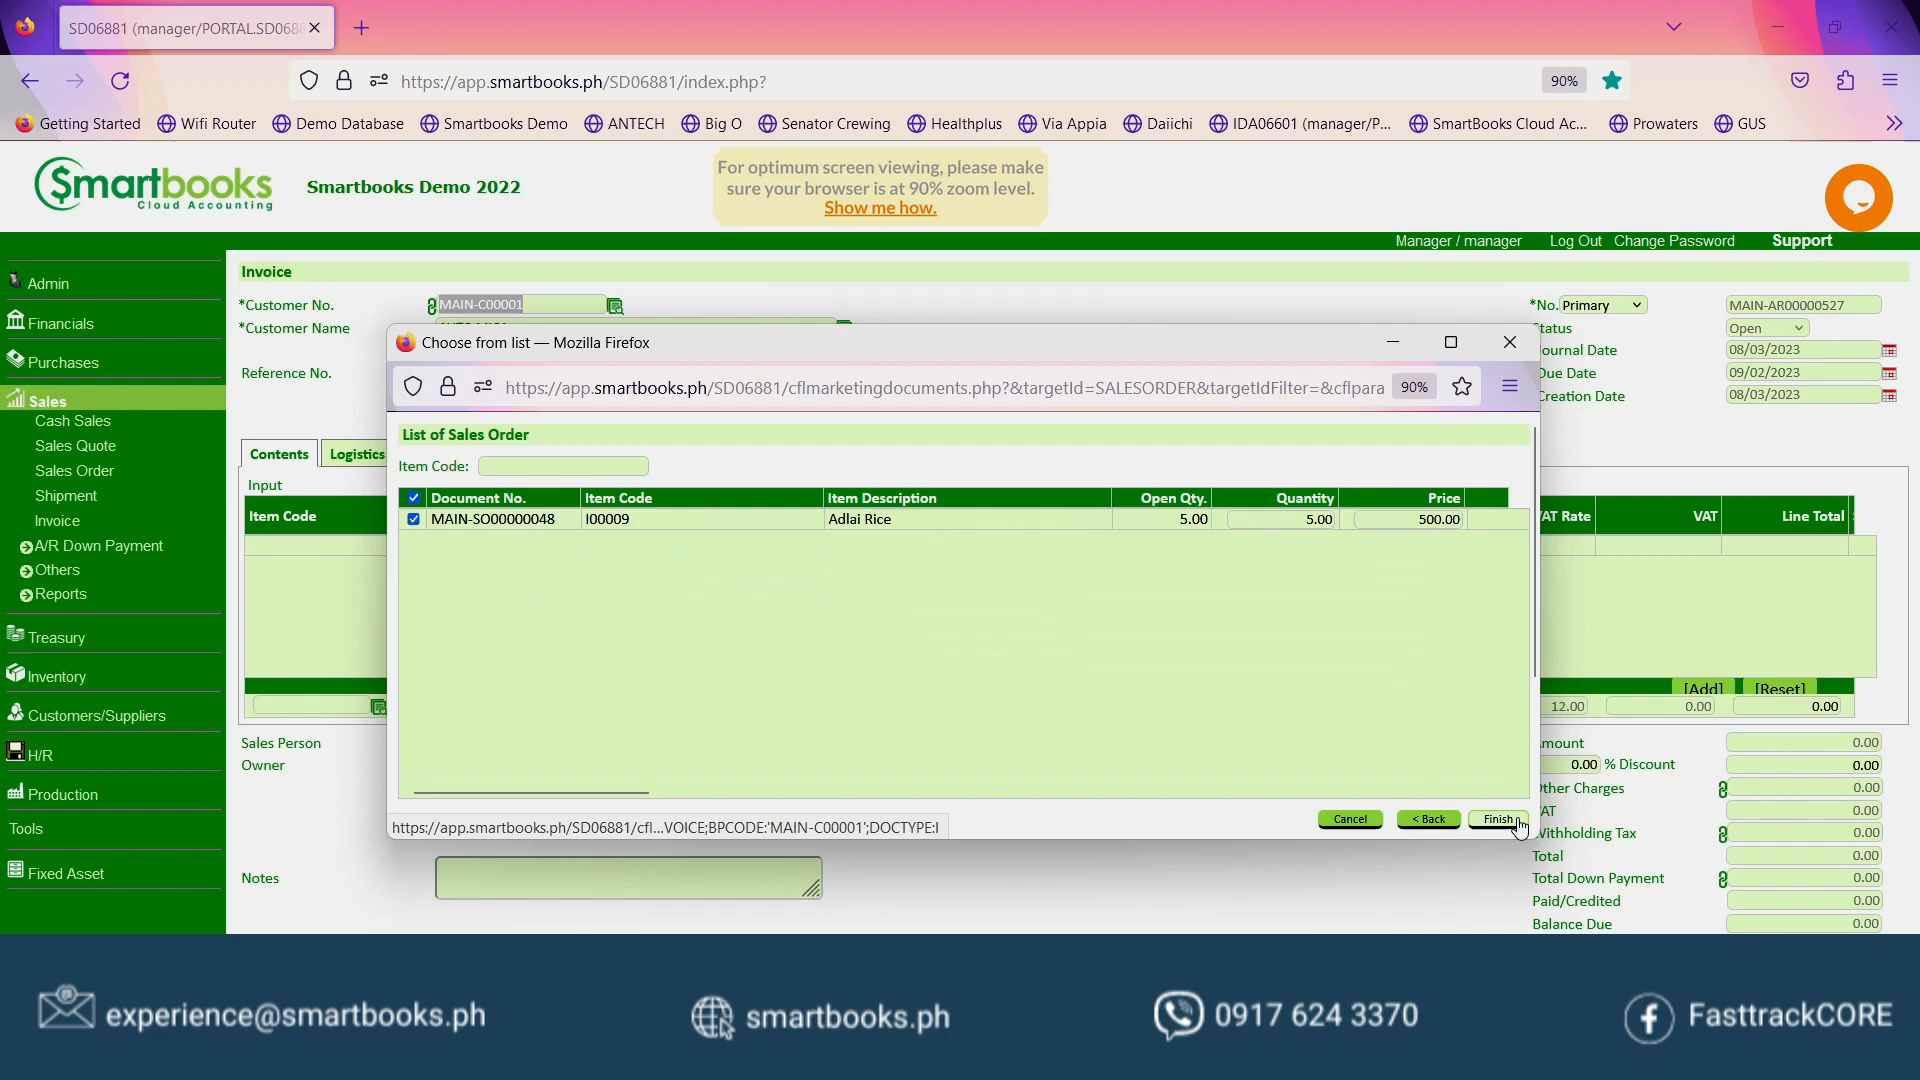 SD06881 (manager/PORTAL.SD0688
https://app.smartbooks.ph/SD06881/index.php?
90%
Getting Started
Wifi Router
Demo Database
Smartbooks Demo
ANTECH
Big O
Senator Crewing
Healthplus
Via Appia
Daiichi
IDA06601 (manager/P...
SmartBooks Cloud Ac...
Prowaters
GUS
Smartbooks
Cloud Accounting
Smartbooks Demo 2022
For optimum screen viewing, please make
sure your browser is at 90% zoom level.
Show me how.
Manager / manager
Log Out
Change Password
Support
Admin
Financials
Purchases
Sales
Cash Sales
Sales Quote
Sales Order
Shipment
Invoice
A/R Down Payment
Others
Reports
Treasury
Inventory
Customers/Suppliers
H/R
Production
Tools
Fixed Asset
Invoice
*Customer No.
MAIN-C00001
*Customer Name
Reference No.
*No.
Primary
MAIN-AR00000527
tatus
Open
ournal Date
08/03/2023
Due Date
09/02/2023
Creation Date
08/03/2023
Contents
Logistics
Input
Item Code
AT Rate
VAT
Line Total
[Add]
[Reset]
12.00
0.00
0.00
Choose from list — Mozilla Firefox
https://app.smartbooks.ph/SD06881/cflmarketingdocuments.php?&targetId=SALESORDER&targetIdFilter=&cflpara
90%
List of Sales Order
Item Code:
Document No.
Item Code
Item Description
Open Qty.
Quantity
Price
MAIN-SO00000048
I00009
Adlai Rice
5.00
5.00
500.00
https://app.smartbooks.ph/SD06881/cfl...VOICE;BPCODE:'MAIN-C00001';DOCTYPE:I
Cancel
< Back
Finish
Sales Person
Owner
Notes
mount
0.00
0.00
% Discount
0.00
ther Charges
0.00
AT
0.00
Withholding Tax
0.00
Total
0.00
Total Down Payment
0.00
Paid/Credited
0.00
Balance Due
0.00
experience@smartbooks.ph
smartbooks.ph
0917 624 3370
FasttrackCORE